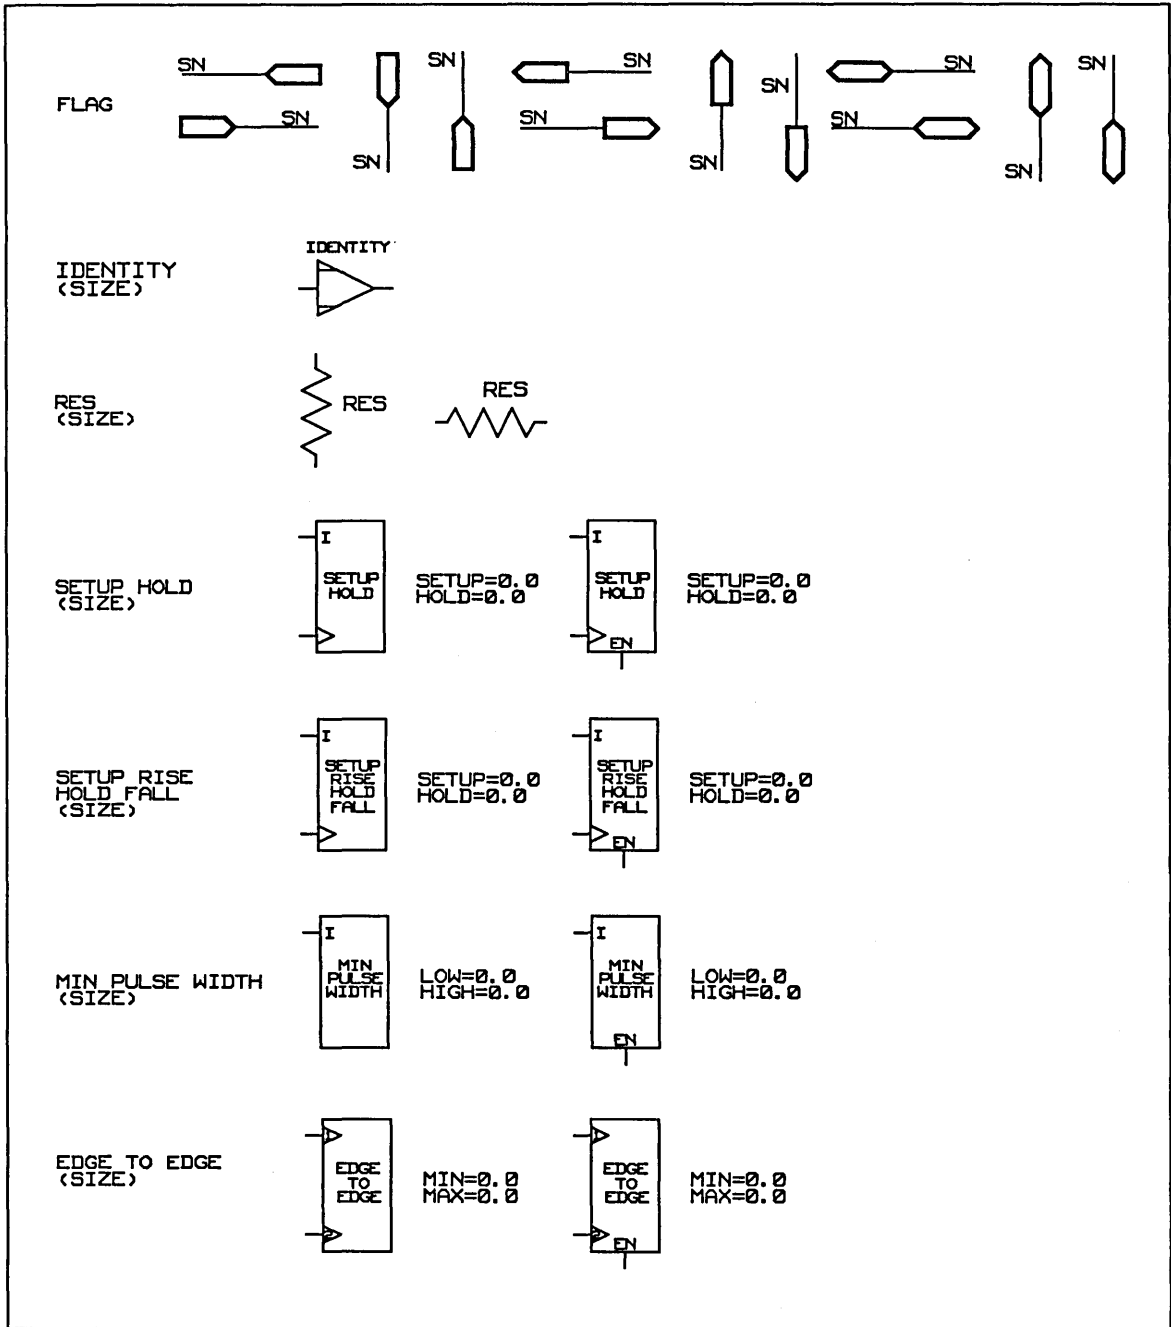 SN SN SN SN SN SN
FLAG
SN SN SN SN
SN SN SN
IDENTITY
IDENTITY
(SIZE)
RES
RES
RES
(SIZE)
I I
SETUP HOLD
(SIZE)
SETUP
HOLD
SETUP=0.0
HOLD=0.0
SETUP
HOLD
SETUP=0.0
HOLD=0.0
EN
I I
SETUP RISE
HOLD FALL
(SIZE)
SETUP
RISE
HOLD
FALL
SETUP=0.0
HOLD=0.0
SETUP
RISE
HOLD
FALL
SETUP=0.0
HOLD=0.0
EN
I I
MIN PULSE WIDTH
(SIZE)
MIN
PULSE
WIDTH
LOW=0.0
HIGH=0.0
MIN
PULSE
WIDTH
LOW=0.0
HIGH=0.0
EN
1 1
EDGE TO EDGE
(SIZE)
EDGE
TO
EDGE
MIN=0.0
MAX=0.0
EDGE
TO
EDGE
MIN=0.0
MAX=0.0
2 2
EN